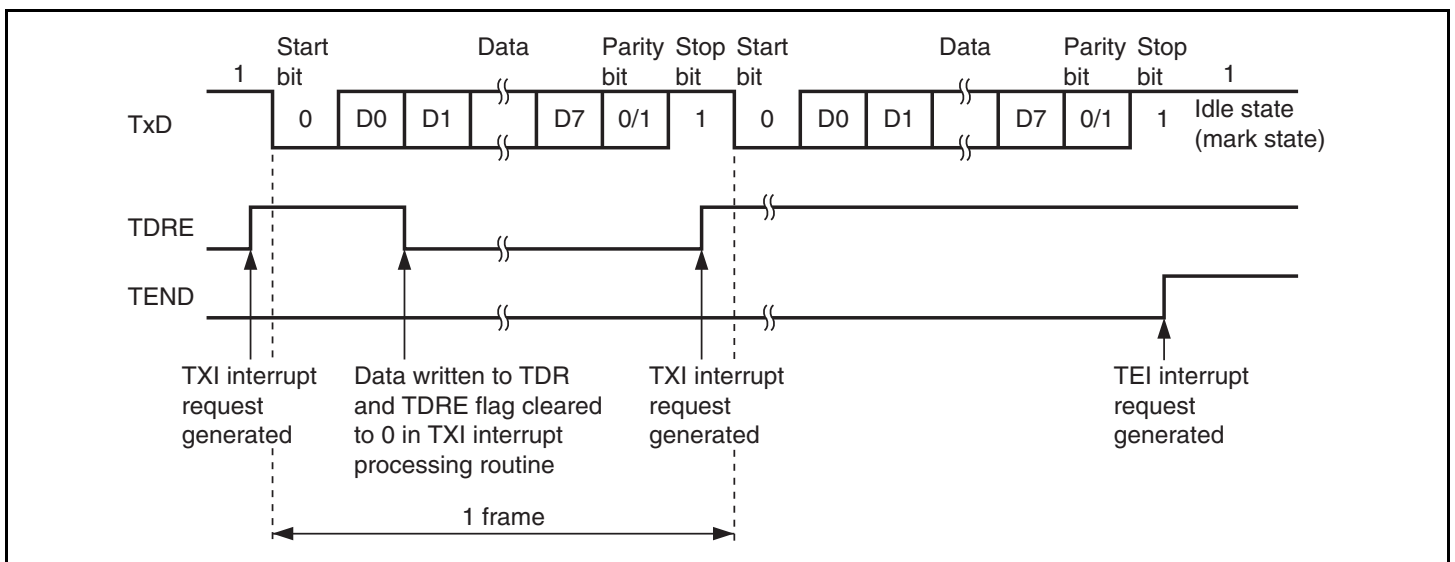 Start Data Parity Stop Start Data Parity Stop
1 bit bit bit bit bit bit 1
TxD 0 D0 D1 D7 0/1 1 0 D0 D1 D7 0/1 1 Idle state
(mark state)
TDRE
TEND
TXI interrupt
request
generated
Data written to TDR
and TDRE flag cleared
to 0 in TXI interrupt
processing routine
TXI interrupt
request
generated
TEI interrupt
request
generated
1 frame